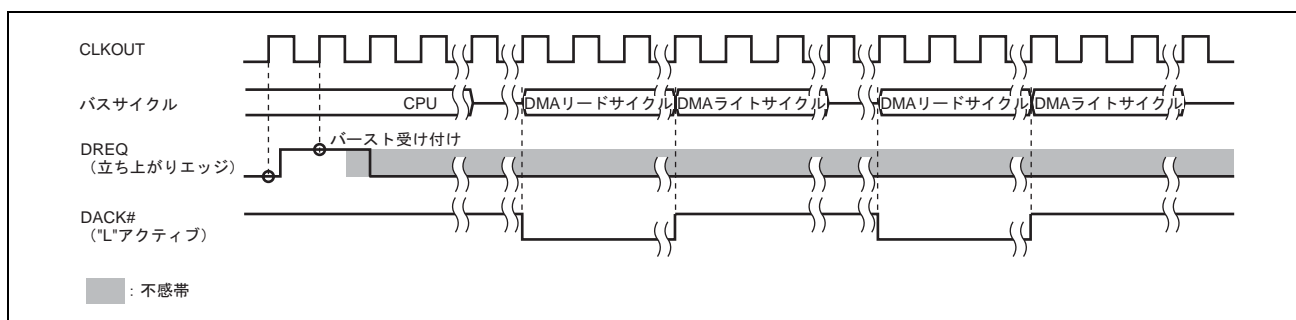 CLKOUT
バスサイクル
CPU
DMAリードサイクル
DMAライトサイクル
DMAリードサイクル
DMAライトサイクル
バースト受け付け
DREQ
(立ち上がりエッジ)
DACK#
("L"アクティブ)
: 不感帯